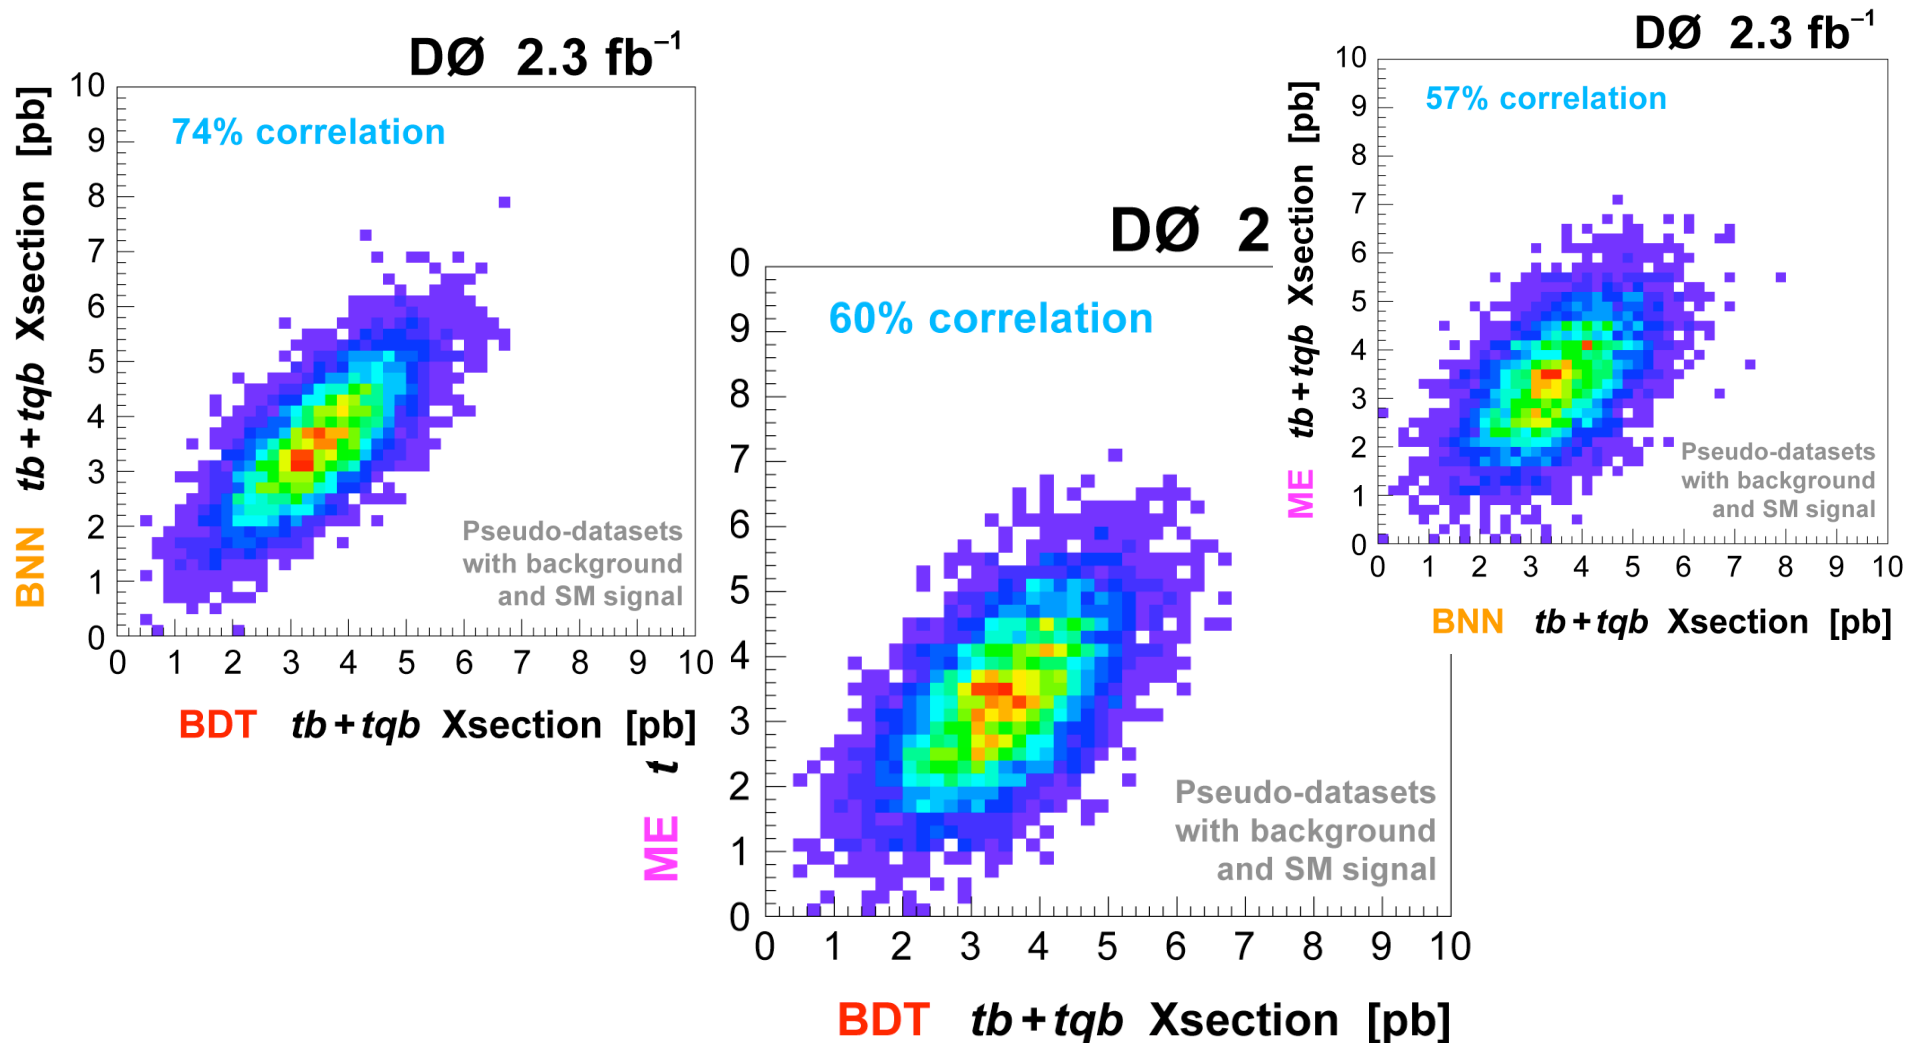 DØ 2.3 fb⁻¹
74% correlation
10
9
8
7
6
5
4
3
2
1
0
BNN tb+tqb Xsection [pb]
Pseudo-datasets
with background
and SM signal
0 1 2 3 4 5 6 7 8 9 10
BDT tb+tqb Xsection [pb]
DØ 2
60% correlation
0
9
8
7
6
5
4
3
2
1
0
ME t
Pseudo-datasets
with background
and SM signal
0 1 2 3 4 5 6 7 8 9 10
BDT tb+tqb Xsection [pb]
DØ 2.3 fb⁻¹
57% correlation
10
9
8
7
6
5
4
3
2
1
0
ME tb+tqb Xsection [pb]
Pseudo-datasets
with background
and SM signal
0 1 2 3 4 5 6 7 8 9 10
BNN tb+tqb Xsection [pb]